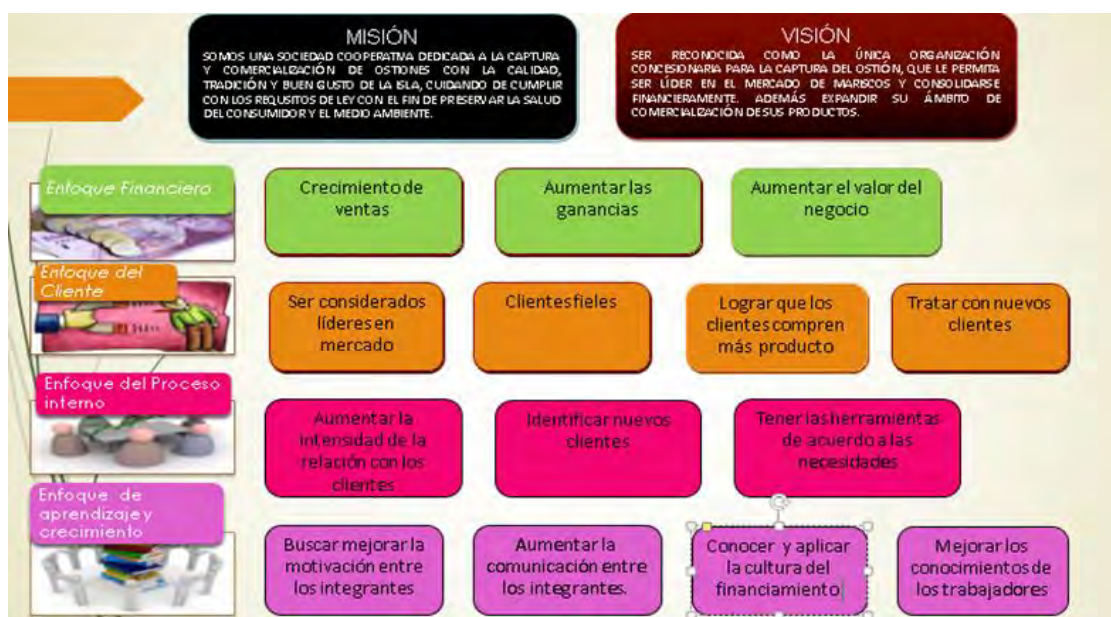 MISIÓN
SOMOS UNA SOCIEDAD COOPERATIVA DEDICADA A LA CAPTURA
Y COMERCIALIZACIÓN DE OSTIONES CON LA CALIDAD,
TRADICIÓN Y BUEN GUSTO DE LA ISLA, CUIDANDO DE CUMPLIR
CON LOS REQUSITOS DE LEY CON EL FIN DE PRESERVAR LA SALUD
DEL CONSUMIDOR Y EL MEDIO AMBIENTE.
VISIÓN
SER RECONOCIDA COMO LA ÚNICA ORGANIZACIÓN
CONCESIONARIA PARA LA CAPTURA DEL OSTIÓN, QUE LE PERMITA
SER LÍDER EN EL MERCADO DE MARISCOS Y CONSOLIDARSE
FINANCIERAMENTE. ADEMÁS EXPANDIR SU ÁMBITO DE
COMERCIALIZACIÓN DE SUS PRODUCTOS.
Enfoque Financiero
Crecimiento de
ventas
Aumentar las
ganancias
Aumentar el valor del
negocio
Enfoque del
Cliente
Ser considerados
líderes en
mercado
Clientes fieles
Lograr que los
clientes compren
más producto
Tratar con nuevos
clientes
Enfoque del Proceso
interno
Aumentar la
intensidad de la
relación con los
clientes
Identificar nuevos
clientes
Tener las herramientas
de acuerdo a las
necesidades
Enfoque de
aprendizaje y
crecimiento
Buscar mejorar la
motivación entre
los integrantes
Aumentar la
comunicación entre
los integrantes.
Conocer y aplicar
la cultura del
financiamiento
Mejorar los
conocimientos de
los trabajadores